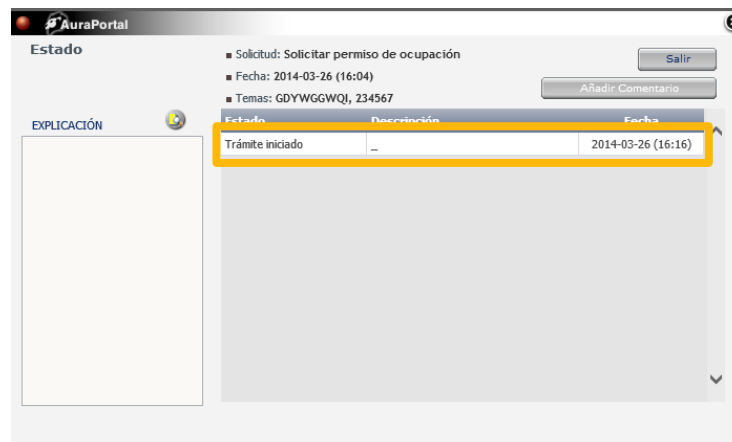 AuraPortal
Estado
Solicitud: Solicitar permiso de ocupación
Salir
Fecha: 2014-03-26 (16:04)
Añadir Comentario
Temas: GDYWGGWQI, 234567
EXPLICACIÓN
Estado Descripción Fecha
Trámite iniciado _ 2014-03-26 (16:16)